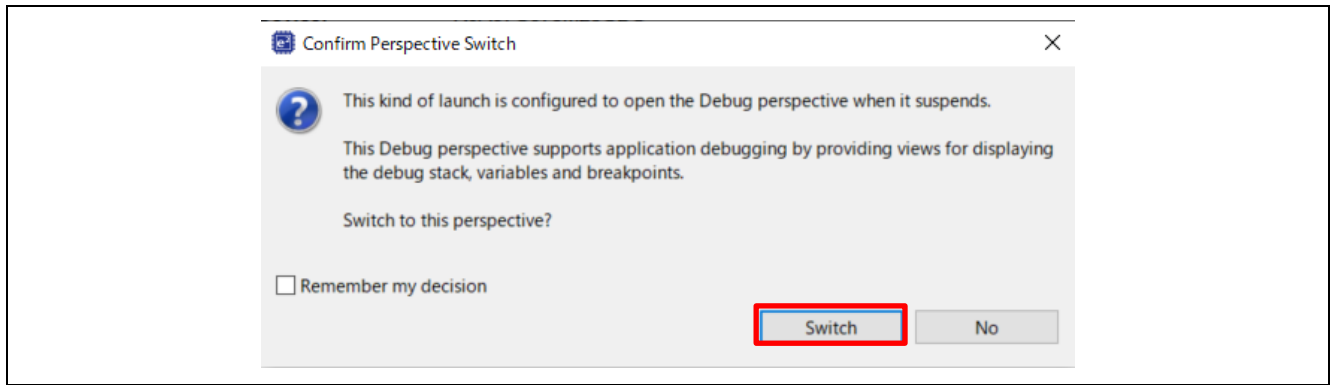 Confirm Perspective Switch
This kind of launch is configured to open the Debug perspective when it suspends.
This Debug perspective supports application debugging by providing views for displaying
the debug stack, variables and breakpoints.
Switch to this perspective?
Remember my decision
Switch No